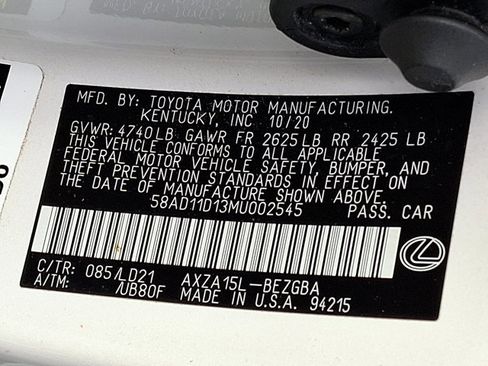 MFD. BY: TOYOTA MOTOR MANUFACTURING.
KENTUCKY, INC 10/20
GVWR: 4740LB GAWR FR 2625LB RR 2425 LB
THIS VEHICLE CONFORMS TO ALL APPLICABLE
FEDERAL MOTOR VEHICLE SAFETY, BUMPER, AND
THEFT PREVENTION STANDARDS IN EFFECT ON
THE DATE OF MANUFACTURE SHOWN ABOVE.
58AD11D13MU002545 PASS. CAR
C/TR: 085/LD21 AXZA15L-BEZGBA
A/TM: /UB80F MADE IN U.S.A. 94215